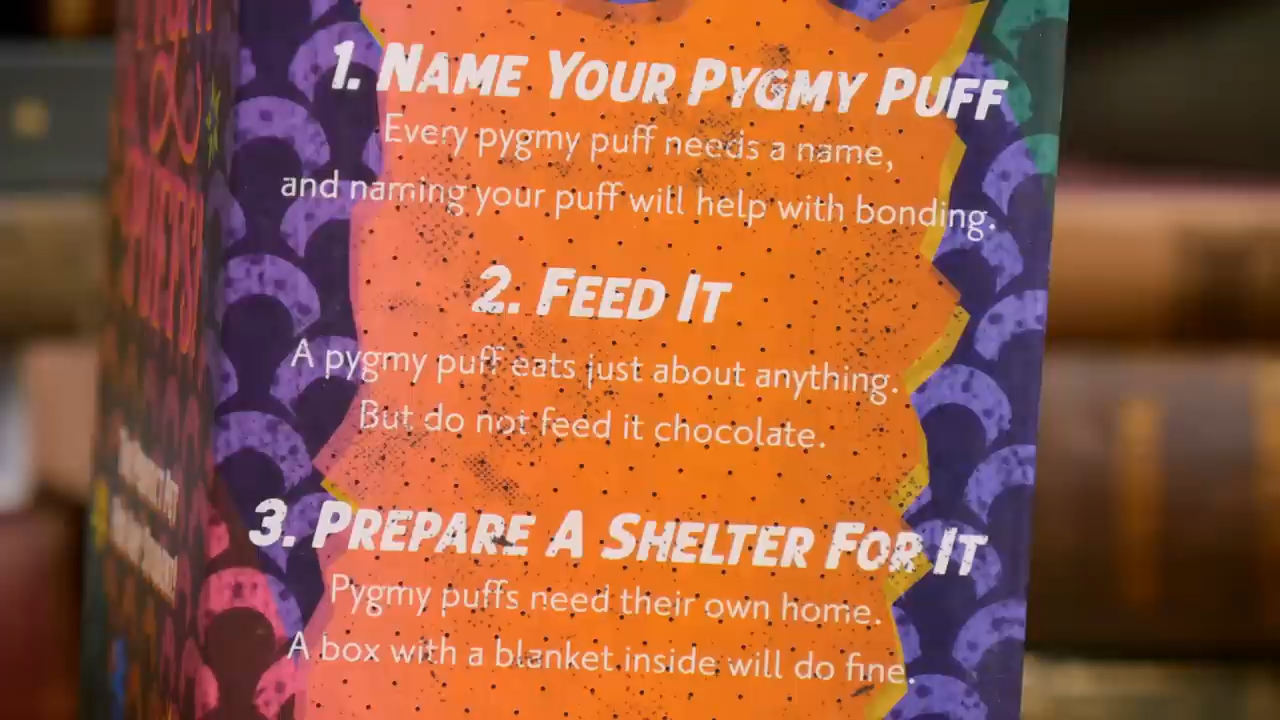 1. NAME YOUR PYGMY PUFF
Every pygmy puff needs a name,
and naming your puff will help with bonding.
2. FEED IT
A pygmy puff eats just about anything.
But do not feed it chocolate.
3. PREPARE A SHELTER FOR IT
Pygmy puffs need their own home.
A box with a blanket inside will do fine.